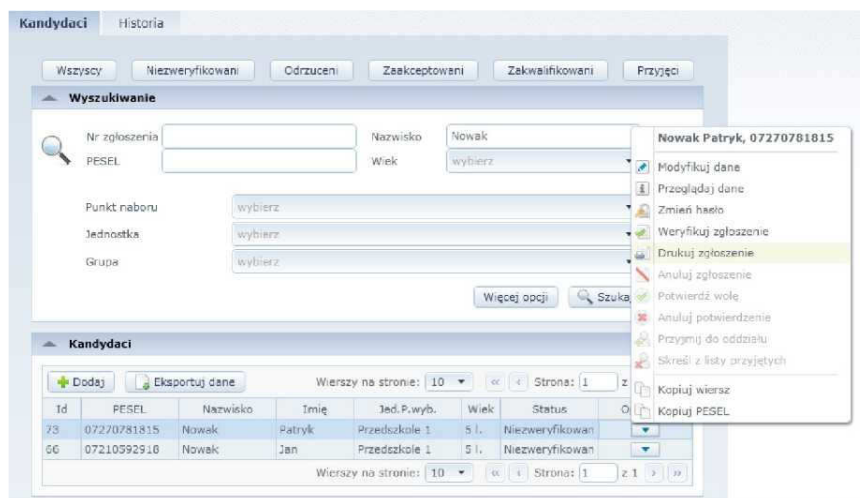 Kandydaci Historia
Wszyscy Niezweryfikowani Odrzuceni Zaakceptowani Zakwalifikowani Przyjęci
Wyszukiwanie
Nr zgłoszenia Nazwisko Nowak
PESEL Wiek wybierz
Punkt naboru wybierz
Jednostka wybierz
Grupa wybierz
Więcej opcji Szuka
Nowak Patryk, 07270781815
Modyfikuj dane
Przeglądaj dane
Zmień hasło
Weryfikuj zgłoszenie
Drukuj zgłoszenie
Anuluj zgłoszenie
Potwierdź wolę
Anuluj potwierdzenie
Przyjmij do oddziału
Skreśl z listy przyjętych
Kopiuj wiersz
Kopiuj PESEL
Kandydaci
Dodaj Eksportuj dane Wierszy na stronie: 10 Strona: 1 z
Id PESEL Nazwisko Imię Jed.P.wyb. Wiek Status O
73 07270781815 Nowak Patryk Przedszkole 1 5 l. Niezweryfikowan
66 07210592918 Nowak Jan Przedszkole 1 5 l. Niezweryfikowan
Wierszy na stronie: 10 Strona: 1 z 1